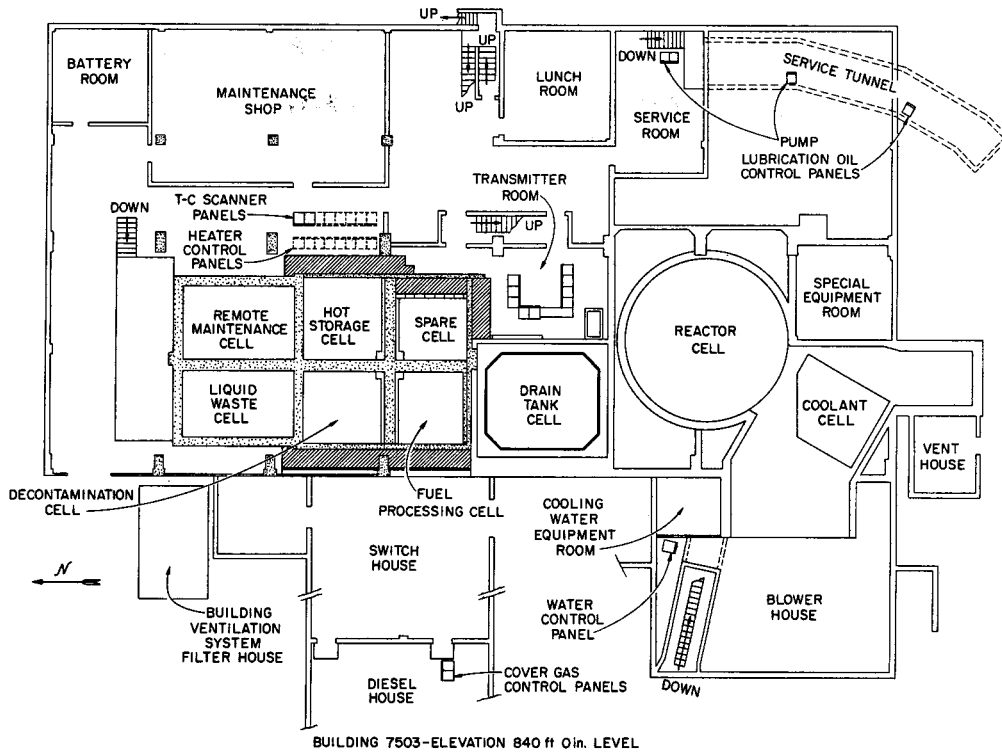 UP
UP
UP
BATTERY
ROOM
MAINTENANCE
SHOP
LUNCH
ROOM
DOWN
SERVICE
ROOM
SERVICE TUNNEL
PUMP
LUBRICATION OIL
CONTROL PANELS
T-C SCANNER
PANELS
HEATER
CONTROL
PANELS
DOWN
TRANSMITTER
ROOM
UP
REMOTE
MAINTENANCE
CELL
HOT
STORAGE
CELL
SPARE
CELL
REACTOR
CELL
SPECIAL
EQUIPMENT
ROOM
LIQUID
WASTE
CELL
DRAIN
TANK
CELL
COOLANT
CELL
VENT
HOUSE
DECONTAMINATION
CELL
FUEL
PROCESSING CELL
COOLING
WATER
EQUIPMENT
ROOM
SWITCH
HOUSE
N
BUILDING
VENTILATION
SYSTEM
FILTER HOUSE
WATER
CONTROL
PANEL
BLOWER
HOUSE
DIESEL
HOUSE
COVER GAS
CONTROL PANELS
DOWN
BUILDING 7503-ELEVATION 840 ft 0 in. LEVEL